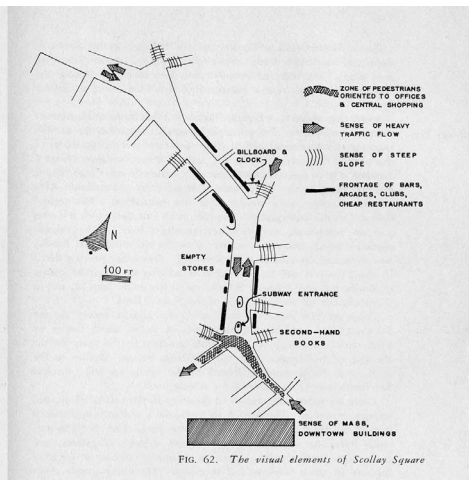 ZONE OF PEDESTRIANS
ORIENTED TO OFFICES
& CENTRAL SHOPPING
SENSE OF HEAVY
TRAFFIC FLOW
BILLBOARD &
CLOCK
SENSE OF STEEP
SLOPE
FRONTAGE OF BARS,
ARCADES, CLUBS,
CHEAP RESTAURANTS
N
100 FT
EMPTY
STORES
SUBWAY ENTRANCE
SECOND-HAND
BOOKS
SENSE OF MASS,
DOWNTOWN BUILDINGS
FIG. 62. The visual elements of Scollay Square